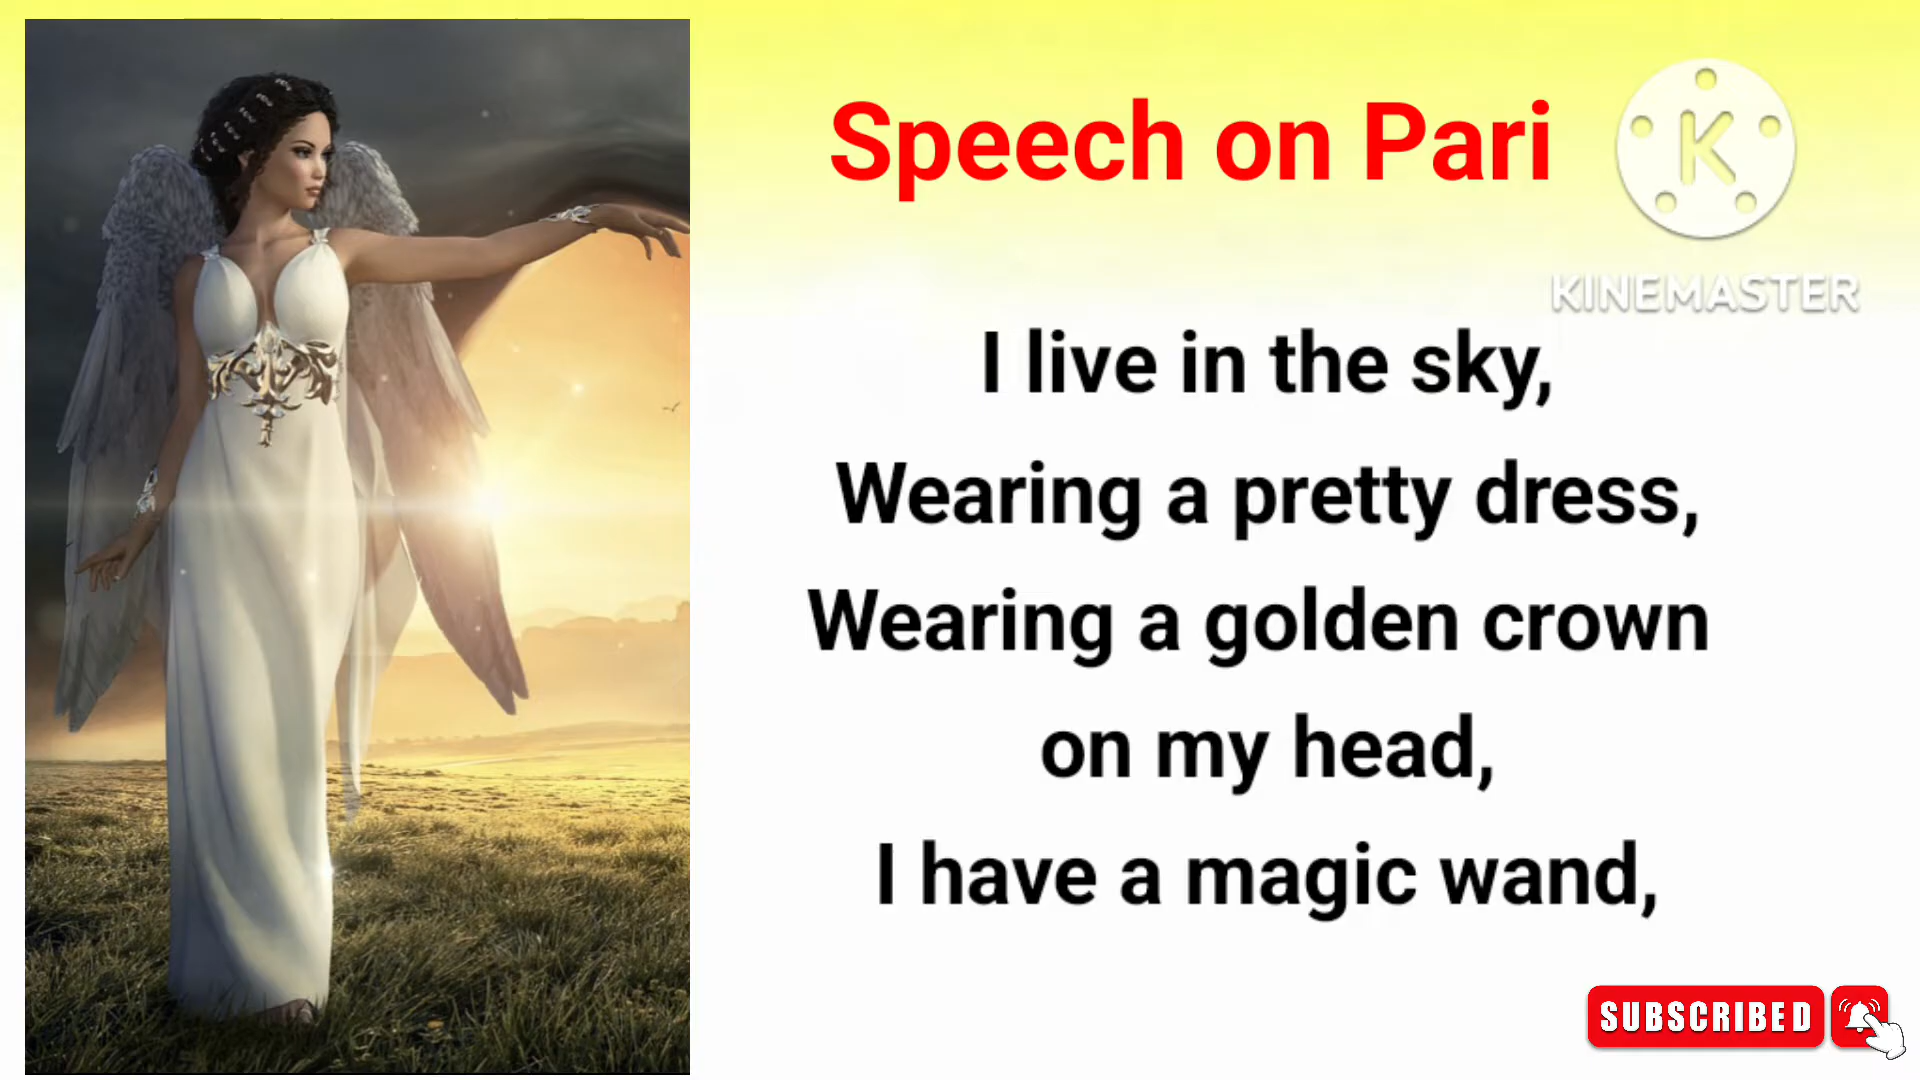 Speech on Pari
K
KINEMASTER
I live in the sky,
Wearing a pretty dress,
Wearing a golden crown
on my head,
I have a magic wand,
SUBSCRIBED